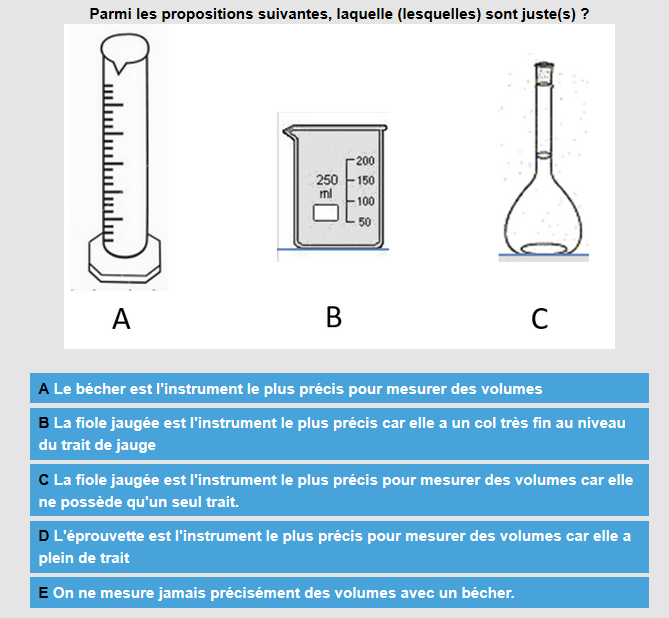 Parmi les propositions suivantes, laquelle (lesquelles) sont juste(s) ?
200
250
150
ml
100
50
A
B
C
A Le bécher est l'instrument le plus précis pour mesurer des volumes
B La fiole jaugée est l'instrument le plus précis car elle a un col très fin au niveau
du trait de jauge
C La fiole jaugée est l'instrument le plus précis pour mesurer des volumes car elle
ne possède qu'un seul trait.
D L'éprouvette est l'instrument le plus précis pour mesurer des volumes car elle a
plein de trait
E On ne mesure jamais précisément des volumes avec un bécher.